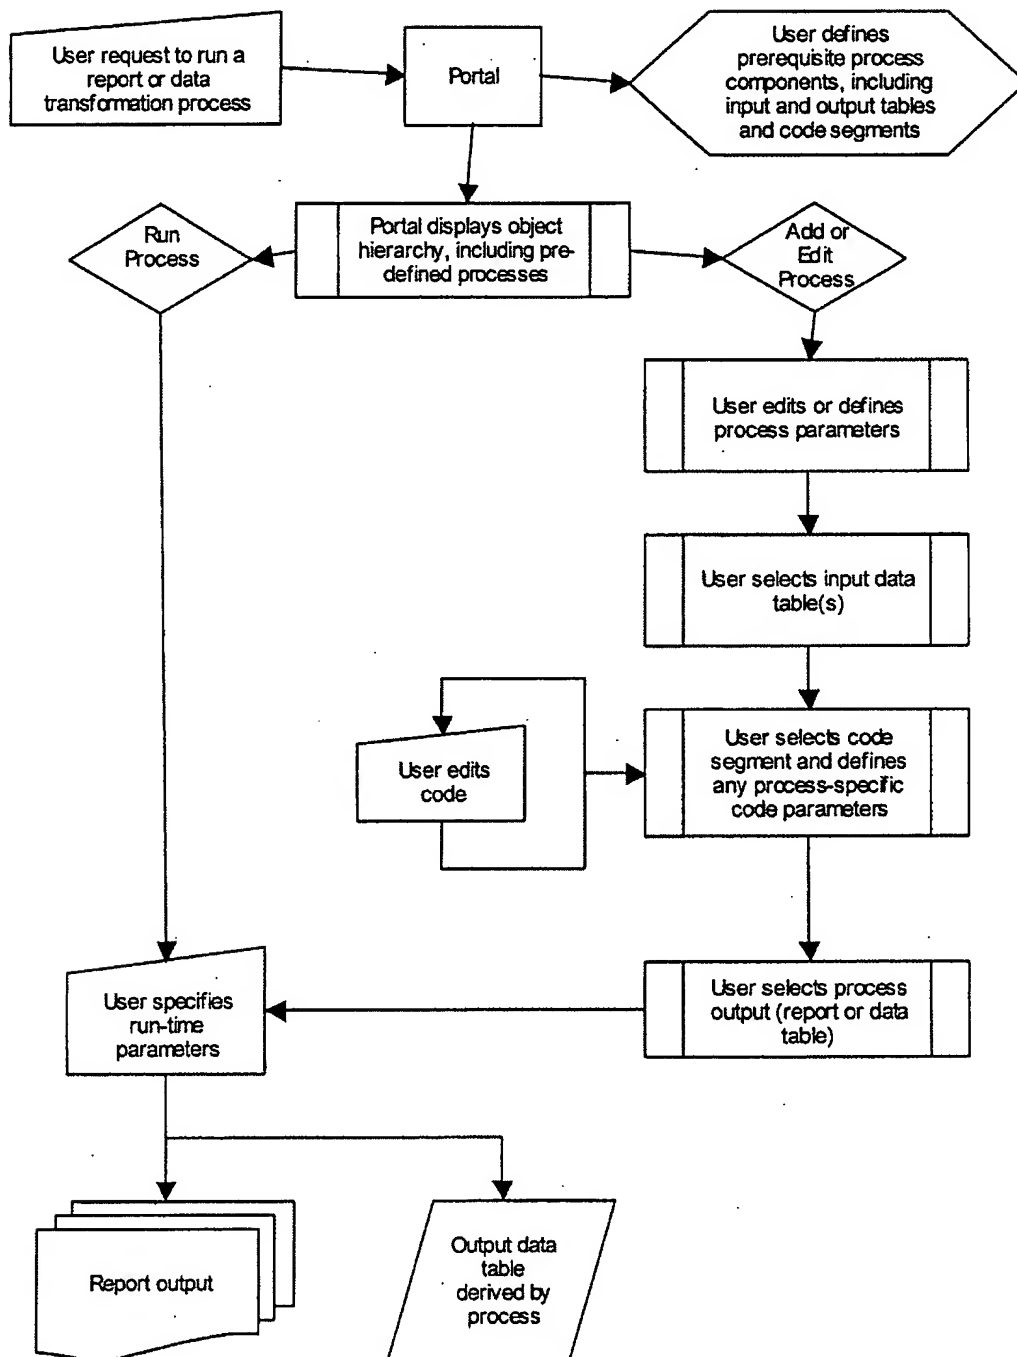 User request to run a
report or data
transformation process
Portal
User defines
prerequisite process
components, including
input and output tables
and code segments
Run
Process
Portal displays object
hierarchy, including pre-
defined processes
Add or
Edit
Process
User edits or defines
process parameters
User selects input data
table(s)
User edits
code
User selects code
segment and defines
any process-specific
code parameters
User specifies
run-time
parameters
User selects process
output (report or data
table)
Report output
Output data
table
derived by
process